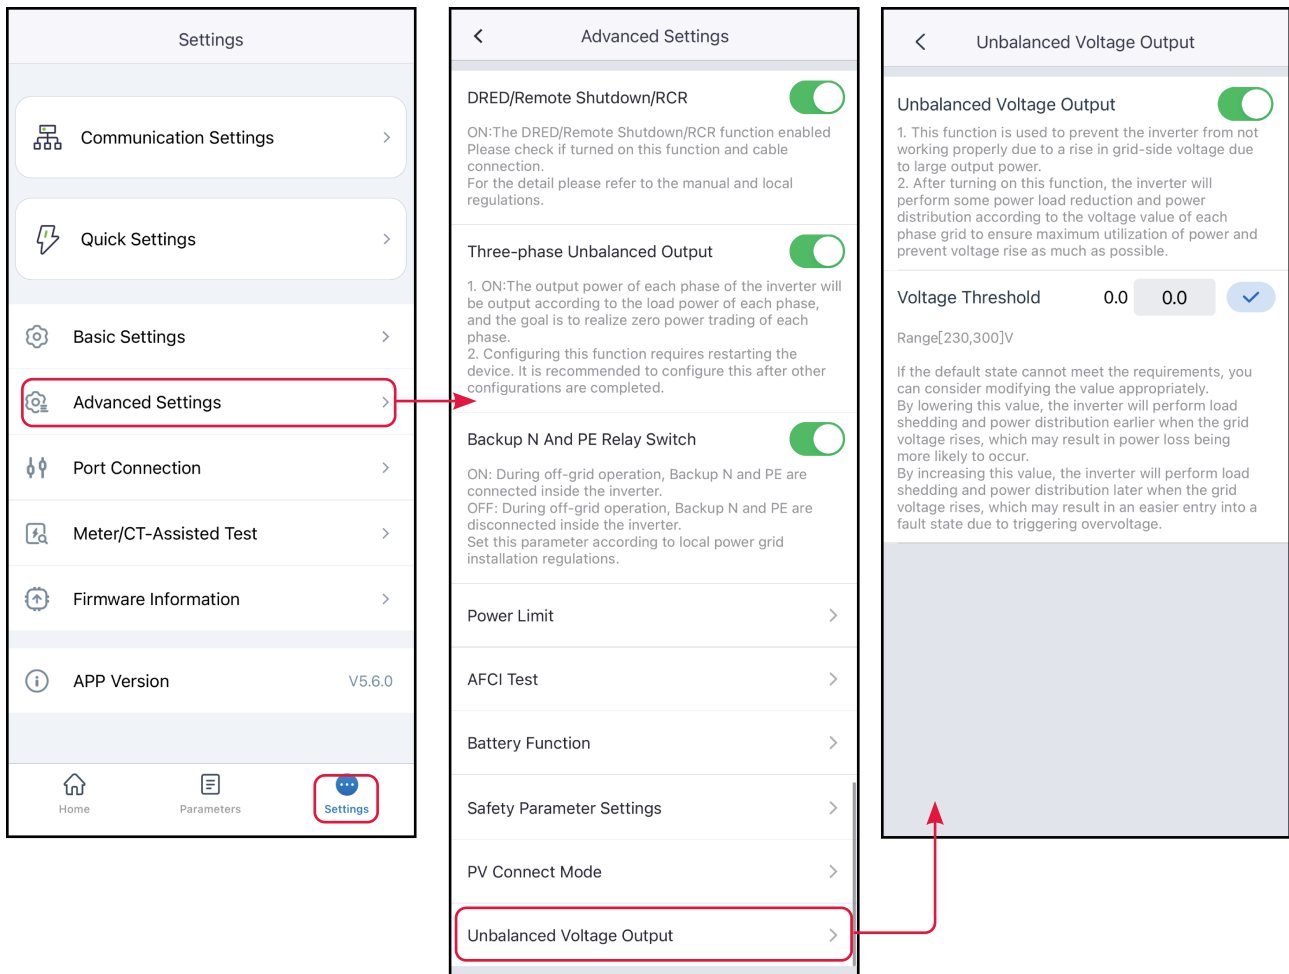 Settings
Communication Settings
Quick Settings
Basic Settings
Advanced Settings
Port Connection
Meter/CT-Assisted Test
Firmware Information
APP Version V5.6.0
Home Parameters Settings
Advanced Settings
DRED/Remote Shutdown/RCR
ON:The DRED/Remote Shutdown/RCR function enabled
Please check if turned on this function and cable
connection.
For the detail please refer to the manual and local
regulations.
Three-phase Unbalanced Output
1. ON:The output power of each phase of the inverter will
be output according to the load power of each phase,
and the goal is to realize zero power trading of each
phase.
2. Configuring this function requires restarting the
device. It is recommended to configure this after other
configurations are completed.
Backup N And PE Relay Switch
ON: During off-grid operation, Backup N and PE are
connected inside the inverter.
OFF: During off-grid operation, Backup N and PE are
disconnected inside the inverter.
Set this parameter according to local power grid
installation regulations.
Power Limit
AFCI Test
Battery Function
Safety Parameter Settings
PV Connect Mode
Unbalanced Voltage Output
Unbalanced Voltage Output
Unbalanced Voltage Output
1. This function is used to prevent the inverter from not
working properly due to a rise in grid-side voltage due
to large output power.
2. After turning on this function, the inverter will
perform some power load reduction and power
distribution according to the voltage value of each
phase grid to ensure maximum utilization of power and
prevent voltage rise as much as possible.
Voltage Threshold 0.0 0.0
Range[230,300]V
If the default state cannot meet the requirements, you
can consider modifying the value appropriately.
By lowering this value, the inverter will perform load
shedding and power distribution earlier when the grid
voltage rises, which may result in power loss being
more likely to occur.
By increasing this value, the inverter will perform load
shedding and power distribution later when the grid
voltage rises, which may result in an easier entry into a
fault state due to triggering overvoltage.